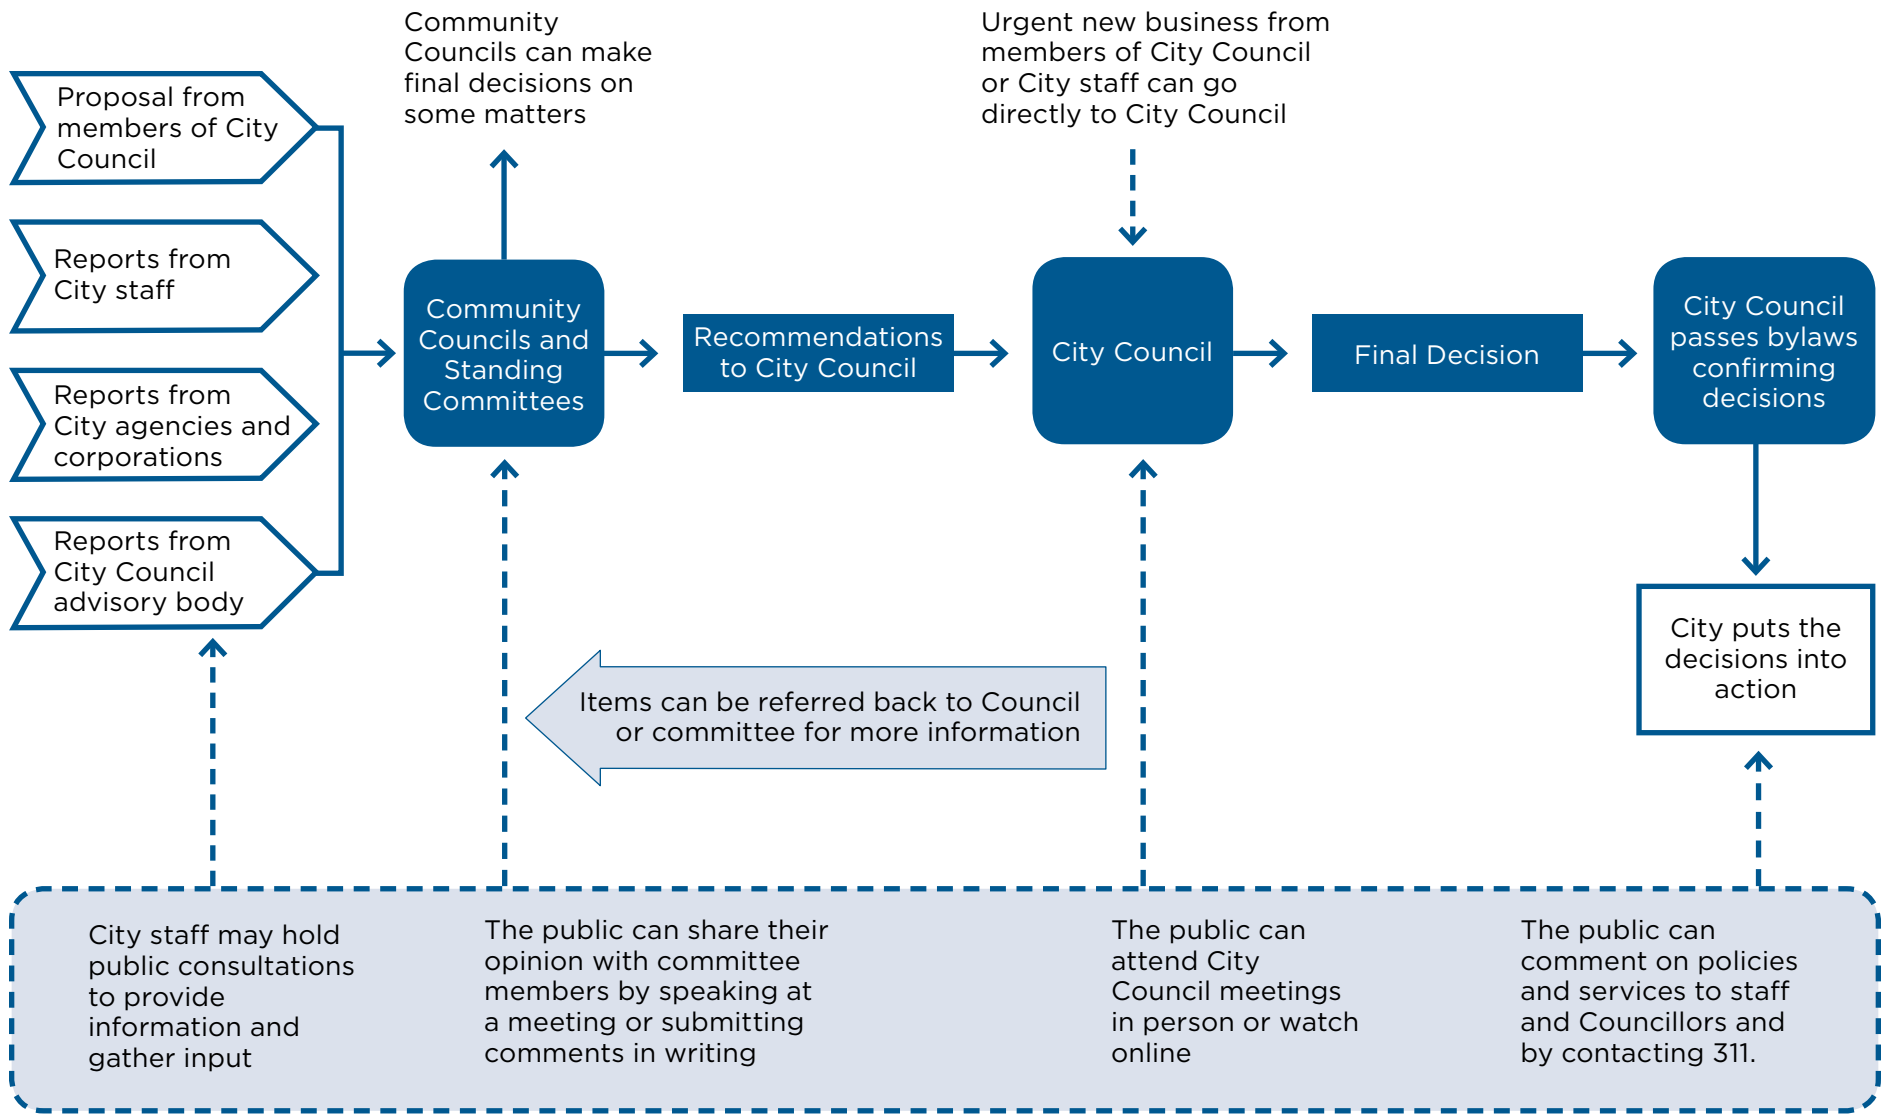 Community
Councils can make
final decisions on
some matters
Urgent new business from
members of City Council
or City staff can go
directly to City Council
Proposal from
members of City
Council
Reports from
City staff
Reports from
City agencies and
corporations
Reports from
City Council
advisory body
Community
Councils and
Standing
Committees
Recommendations
to City Council
City Council
Final Decision
City Council
passes bylaws
confirming
decisions
City puts the
decisions into
action
Items can be referred back to Council
or committee for more information
City staff may hold
public consultations
to provide
information and
gather input
The public can share their
opinion with committee
members by speaking at
a meeting or submitting
comments in writing
The public can
attend City
Council meetings
in person or watch
online
The public can
comment on policies
and services to staff
and Councillors and
by contacting 311.